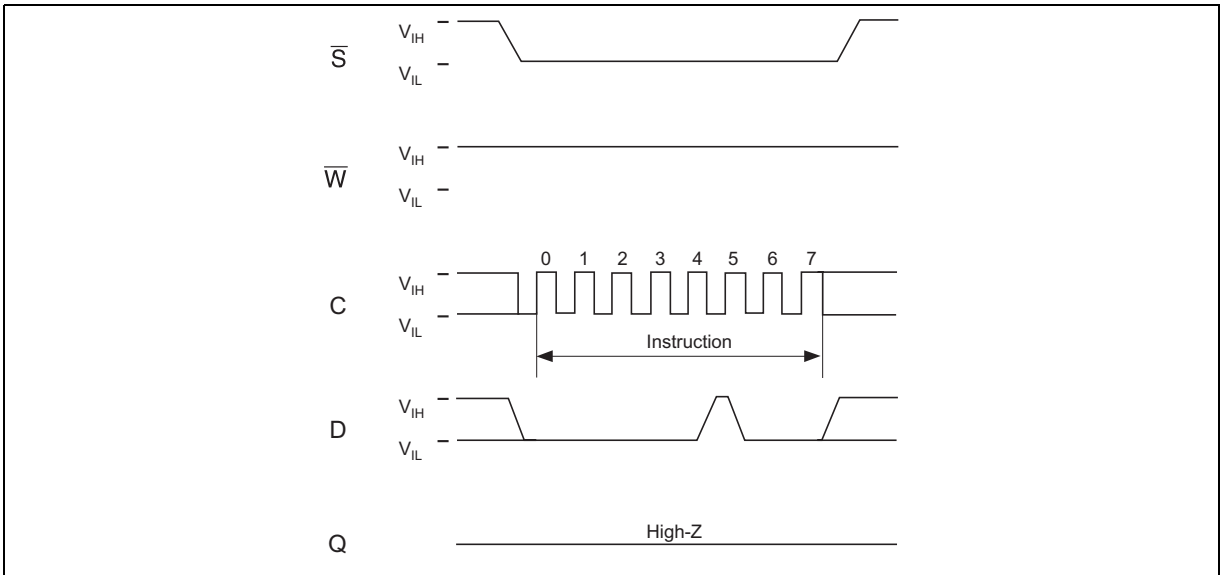 V_IH
S̅
V_IL
V_IH
W̅
V_IL
0 1 2 3 4 5 6 7
V_IH
C
V_IL
Instruction
V_IH
D
V_IL
High-Z
Q